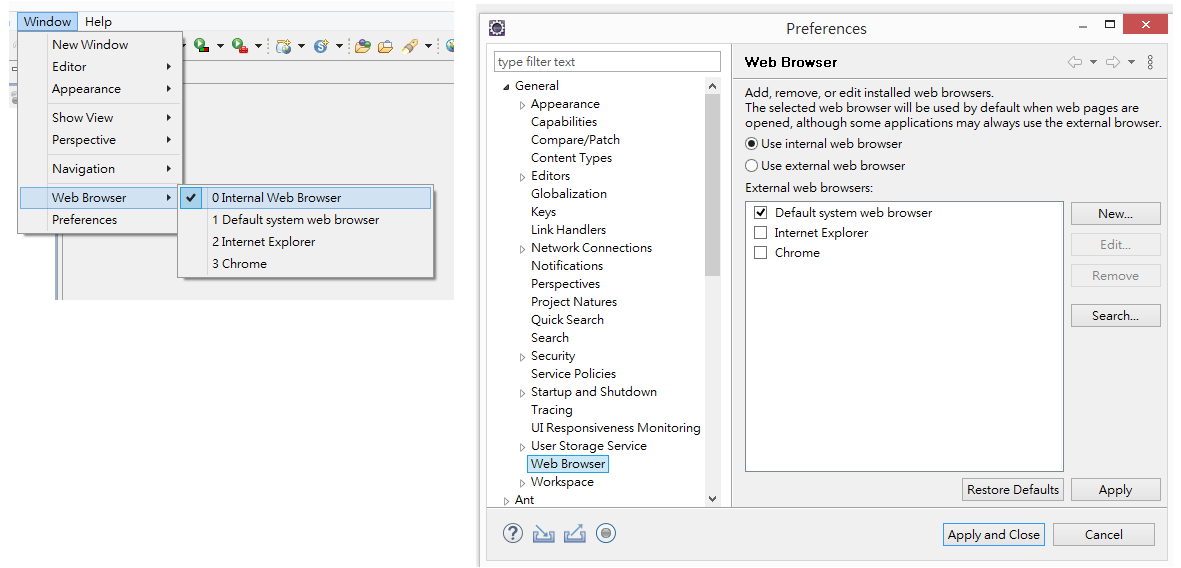 Window Help
New Window
Editor
Appearance
Show View
Perspective
Navigation
Web Browser
Preferences
0 Internal Web Browser
1 Default system web browser
2 Internet Explorer
3 Chrome
Preferences
type filter text
General
Appearance
Capabilities
Compare/Patch
Content Types
Editors
Globalization
Keys
Link Handlers
Network Connections
Notifications
Perspectives
Project Natures
Quick Search
Search
Security
Service Policies
Startup and Shutdown
Tracing
UI Responsiveness Monitoring
User Storage Service
Web Browser
Workspace
Ant
Web Browser
Add, remove, or edit installed web browsers.
The selected web browser will be used by default when web pages are
opened, although some applications may always use the external browser.
Use internal web browser
Use external web browser
External web browsers:
Default system web browser
Internet Explorer
Chrome
New...
Edit...
Remove
Search...
Restore Defaults
Apply
Apply and Close
Cancel